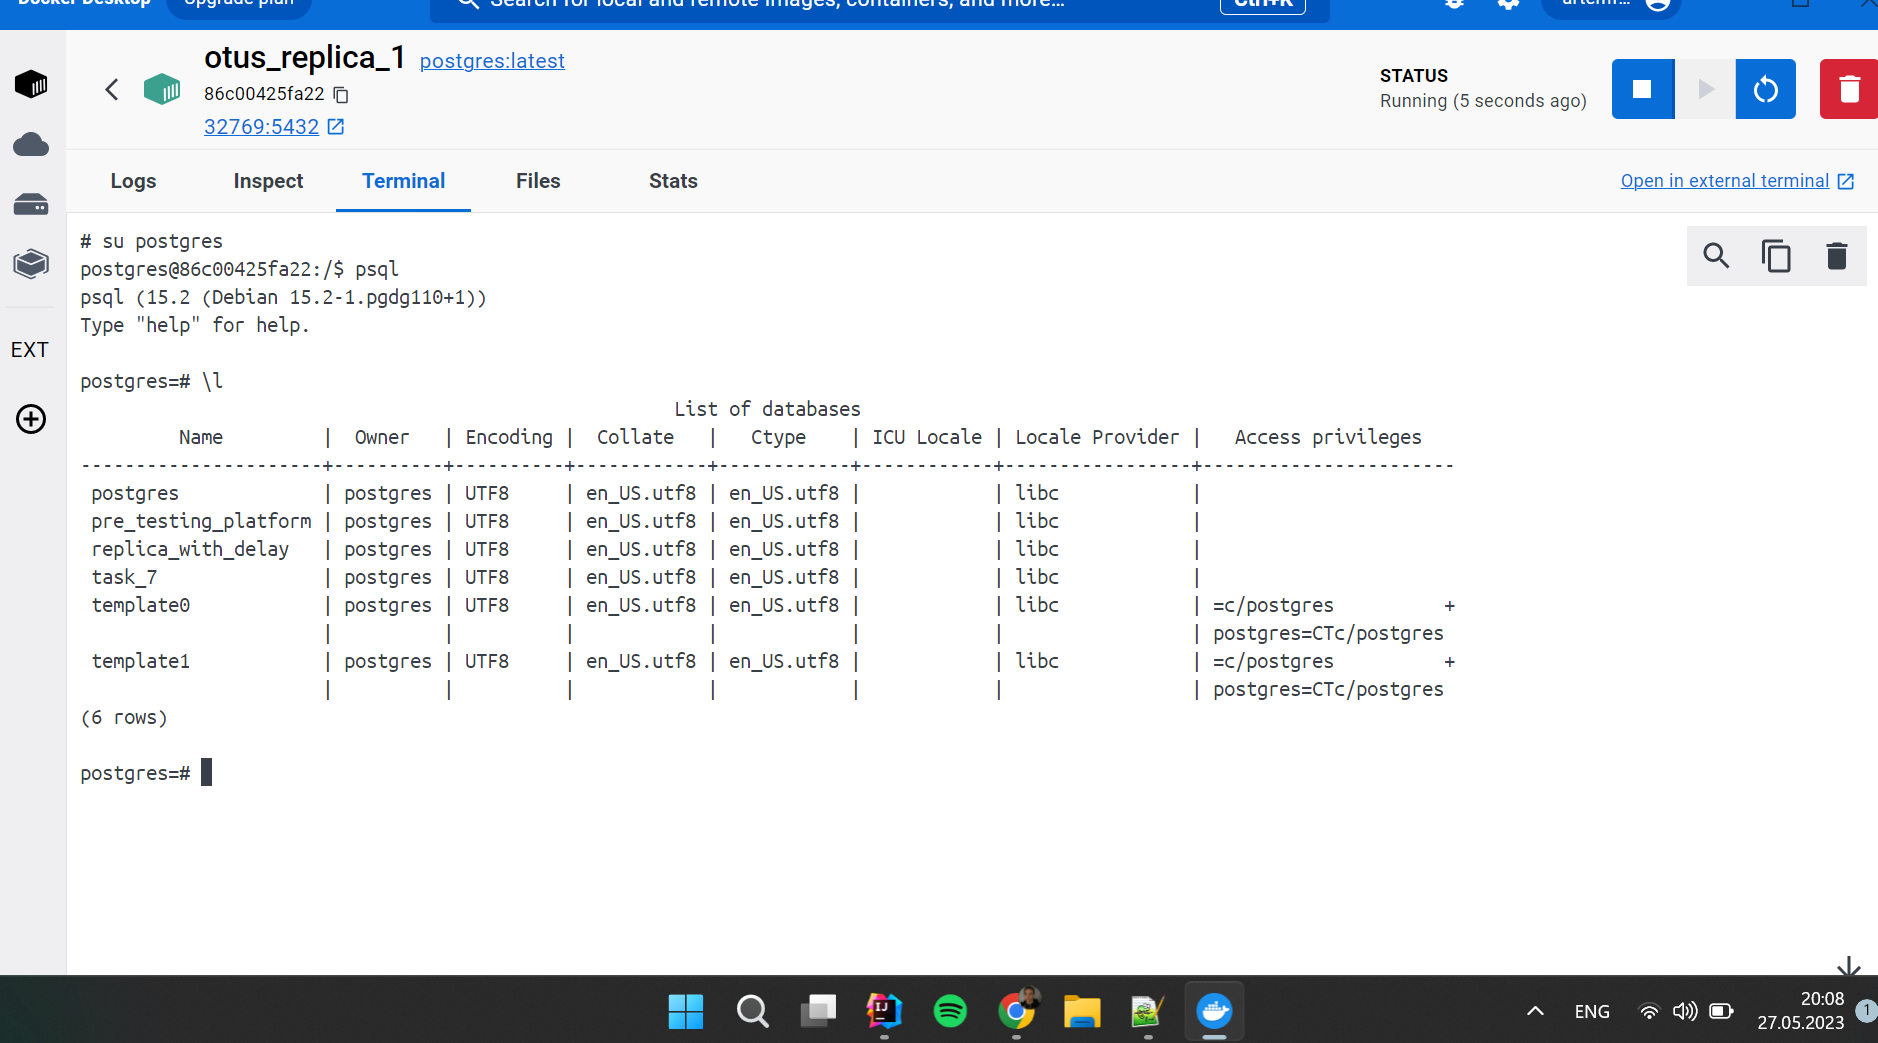 Docker Desktop Upgrade plan Search for local and remote images, containers, and more... Ctrl+K
otus_replica_1 postgres:latest
86c00425fa22
32769:5432
STATUS
Running (5 seconds ago)
Logs Inspect Terminal Files Stats Open in external terminal
EXT
# su postgres
postgres@86c00425fa22:/$ psql
psql (15.2 (Debian 15.2-1.pgdg110+1))
Type "help" for help.
postgres=# \l
List of databases
Name | Owner | Encoding | Collate | Ctype | ICU Locale | Locale Provider | Access privileges
----------------------+----------+----------+------------+------------+------------+-----------------+-----------------------
postgres | postgres | UTF8 | en_US.utf8 | en_US.utf8 | | libc |
pre_testing_platform | postgres | UTF8 | en_US.utf8 | en_US.utf8 | | libc |
replica_with_delay | postgres | UTF8 | en_US.utf8 | en_US.utf8 | | libc |
task_7 | postgres | UTF8 | en_US.utf8 | en_US.utf8 | | libc |
template0 | postgres | UTF8 | en_US.utf8 | en_US.utf8 | | libc | =c/postgres +
| | | | | | | postgres=CTc/postgres
template1 | postgres | UTF8 | en_US.utf8 | en_US.utf8 | | libc | =c/postgres +
| | | | | | | postgres=CTc/postgres
(6 rows)
postgres=#
ENG
20:08
27.05.2023
1